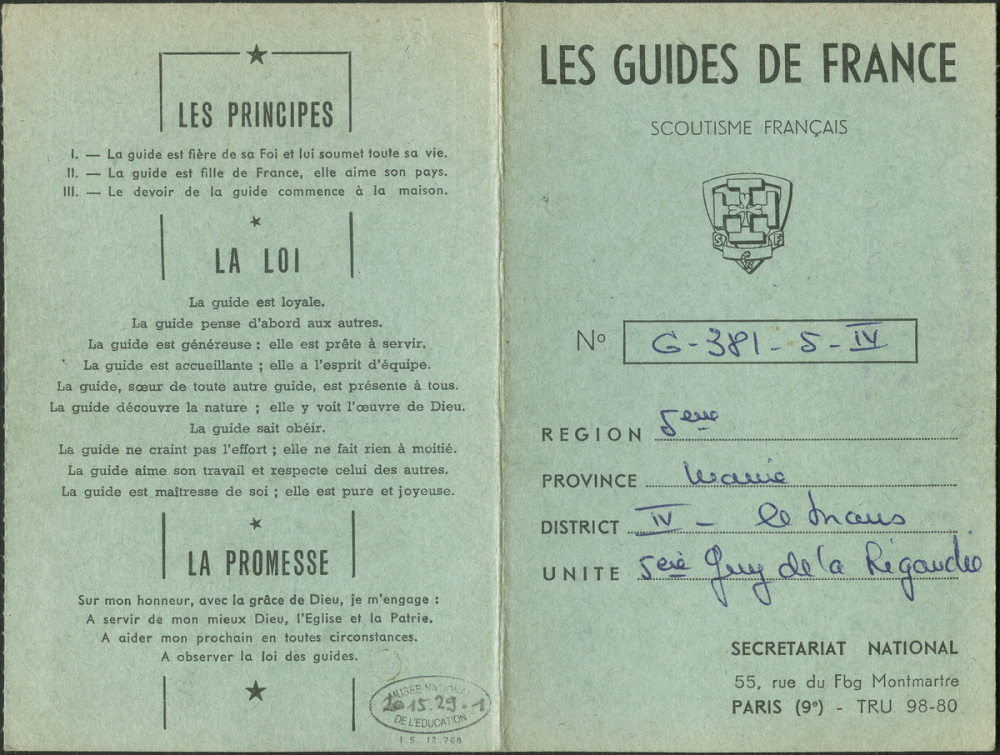 LES PRINCIPES
I. — La guide est fière de sa Foi et lui soumet toute sa vie.
II. — La guide est fille de France, elle aime son pays.
III. — Le devoir de la guide commence à la maison.
LA LOI
La guide est loyale.
La guide pense d'abord aux autres.
La guide est généreuse : elle est prête à servir.
La guide est accueillante ; elle a l'esprit d'équipe.
La guide, sœur de toute autre guide, est présente à tous.
La guide découvre la nature ; elle y voit l'œuvre de Dieu.
La guide sait obéir.
La guide ne craint pas l'effort ; elle ne fait rien à moitié.
La guide aime son travail et respecte celui des autres.
La guide est maîtresse de soi ; elle est pure et joyeuse.
LA PROMESSE
Sur mon honneur, avec la grâce de Dieu, je m'engage :
A servir de mon mieux Dieu, l'Eglise et la Patrie.
A aider mon prochain en toutes circonstances.
A observer la loi des guides.
MUSÉE NATIONAL
2015.29.1
DE L'EDUCATION
I.S. 12.768
LES GUIDES DE FRANCE
SCOUTISME FRANÇAIS
S F
No G-381-5-IV
REGION 5eme
PROVINCE Maine
DISTRICT IV - Le Mans
UNITE 5eme Guy de la Rigaudie
SECRETARIAT NATIONAL
55, rue du Fbg Montmartre
PARIS (9e) - TRU 98-80